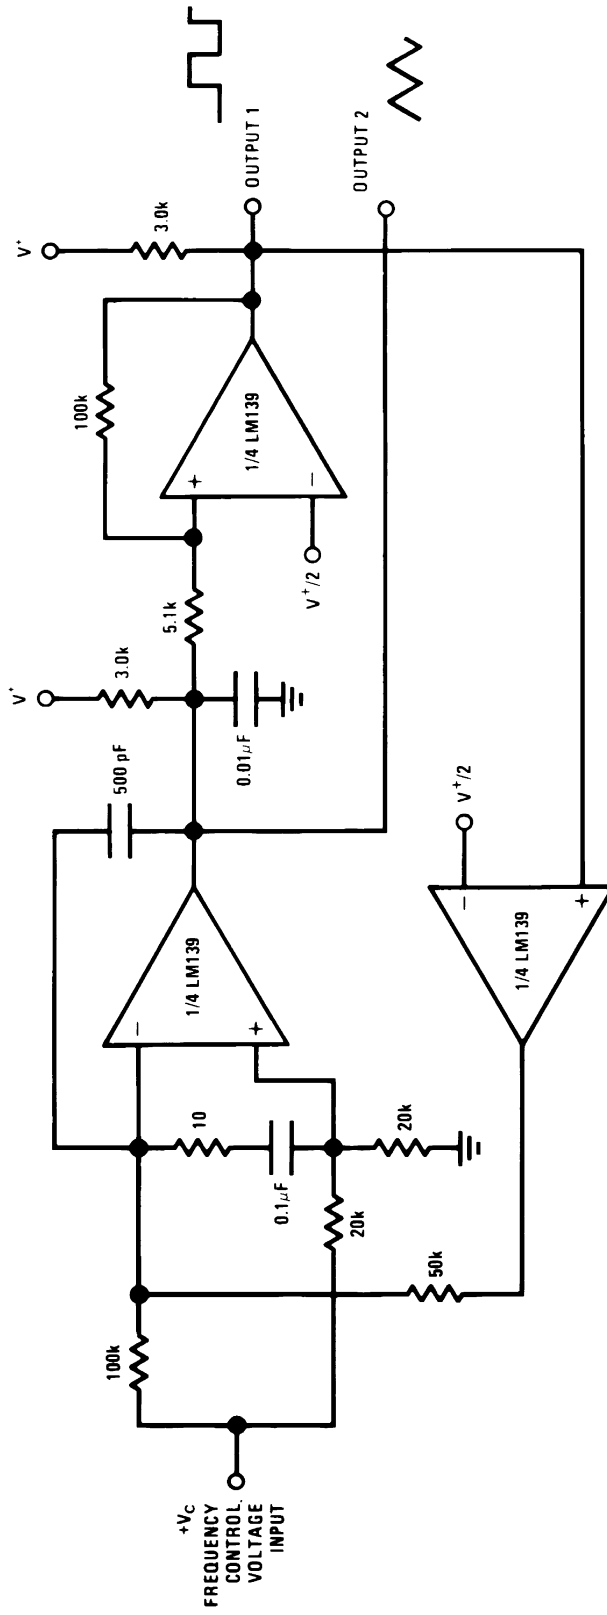 V+
3.0k
100k
OUTPUT 1
+
1/4 LM139
−
V+/2
5.1k
V+
3.0k
0.01µF
500 pF
OUTPUT 2
−
1/4 LM139
+
10
0.1µF
20k
20k
V+/2
−
1/4 LM139
+
50k
100k
+VC
FREQUENCY
CONTROL.
VOLTAGE
INPUT